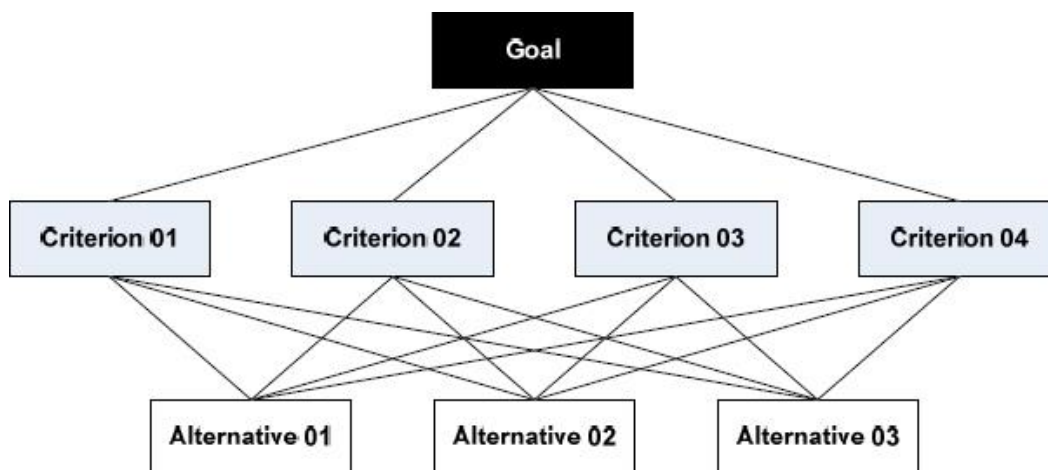 Goal
Criterion 01
Criterion 02
Criterion 03
Criterion 04
Alternative 01
Alternative 02
Alternative 03